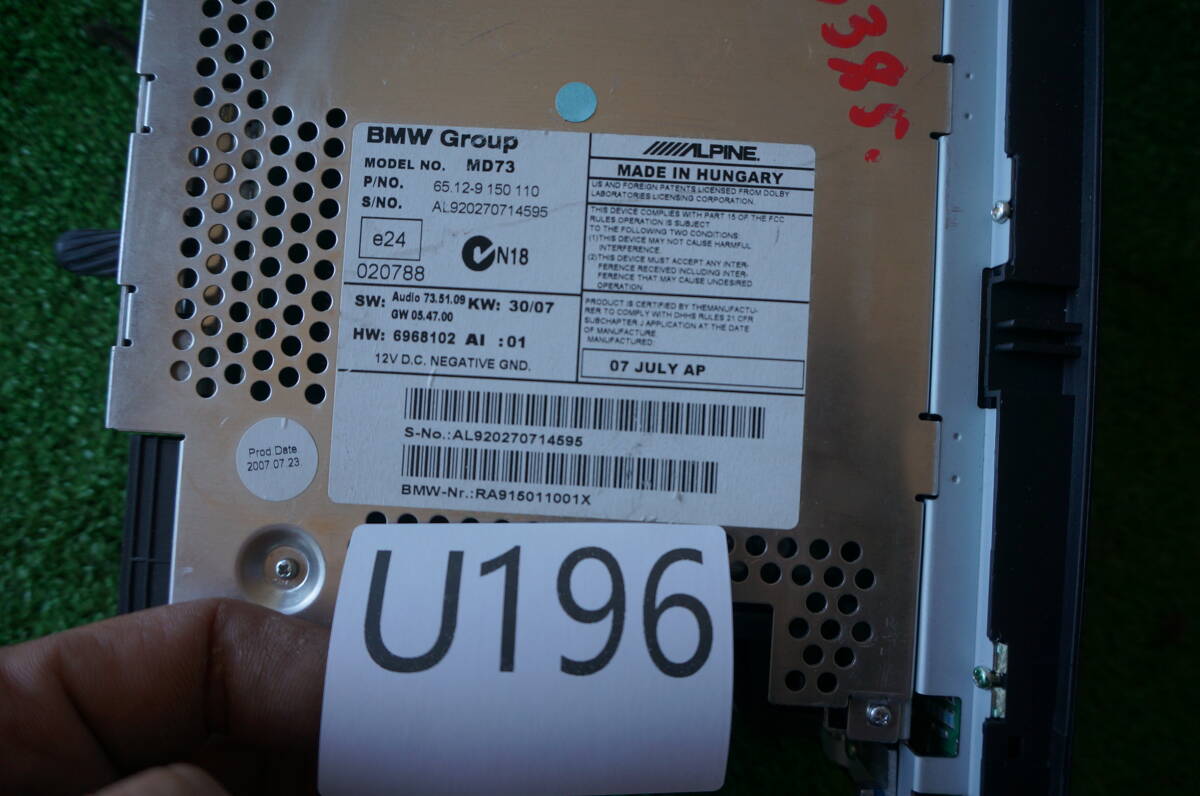 385.
BMW Group
MODEL NO. MD73
P/NO. 65.12-9 150 110
S/NO. AL920270714595
e24
020788
N18
SW: Audio 73.51.09 KW: 30/07
GW 05.47.00
HW: 6968102 AI : 01
12V D.C. NEGATIVE GND.
ALPINE.
MADE IN HUNGARY
US AND FOREIGN PATENTS LICENSED FROM DOLBY
LABORATORIES LICENSING CORPORATION.
THIS DEVICE COMPLIES WITH PART 15 OF THE FCC
RULES OPERATION IS SUBJECT
TO THE FOLLOWING TWO CONDITIONS:
(1)THIS DEVICE MAY NOT CAUSE HARMFUL
INTERFERENCE.
(2)THIS DEVICE MUST ACCEPT ANY INTER-
FERENCE RECEIVED INCLUDING INTER-
FERENCE THAT MAY CAUSE UNDESIRED
OPERATION
PRODUCT IS CERTIFIED BY THEMANUFACTU-
RER TO COMPLY WITH DHHS RULES 21 CFR
SUBCHAPTER J APPLICATION AT THE DATE
OF MANUFACTURE
MANUFACTURED:
07 JULY AP
S-No.:AL920270714595
BMW-Nr.:RA915011001X
Prod Date
2007.07.23.
U196